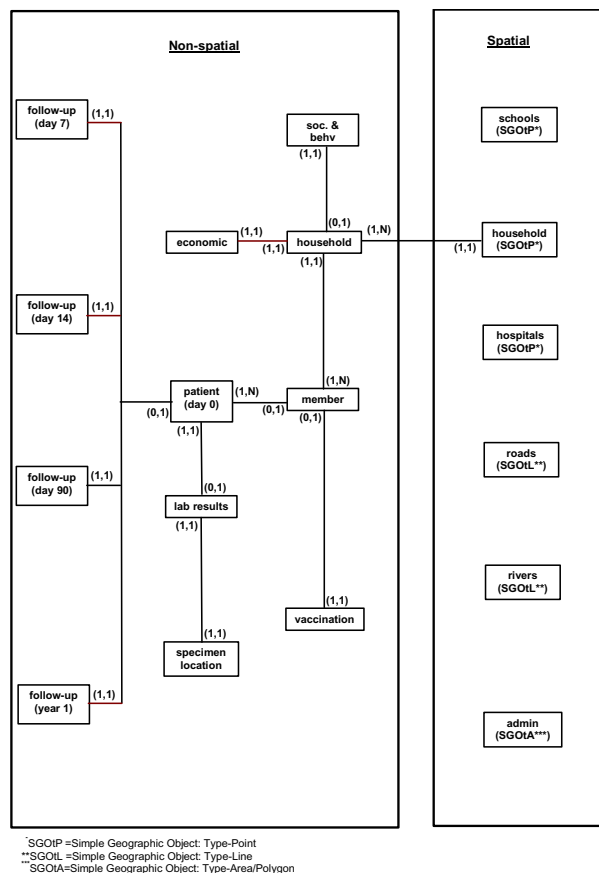 Non-spatial
Spatial
follow-up
(day 7)
(1,1)
soc. &
behv
(1,1)
schools
(SGOtP*)
(0,1)
economic
(1,1)
(1,1)
household
(1,N)
(1,1)
(1,1)
household
(SGOtP*)
follow-up
(day 14)
(1,1)
hospitals
(SGOtP*)
patient
(day 0)
(0,1)
(1,N)
(1,1)
(1,N)
(0,1)
member
(0,1)
roads
(SGOtL**)
follow-up
(day 90)
(1,1)
(0,1)
lab results
(1,1)
rivers
(SGOtL**)
(1,1)
vaccination
(1,1)
specimen
location
follow-up
(year 1)
(1,1)
admin
(SGOtA***)
*SGOtP =Simple Geographic Object: Type-Point
**SGOtL =Simple Geographic Object: Type-Line
***SGOtA=Simple Geographic Object: Type-Area/Polygon